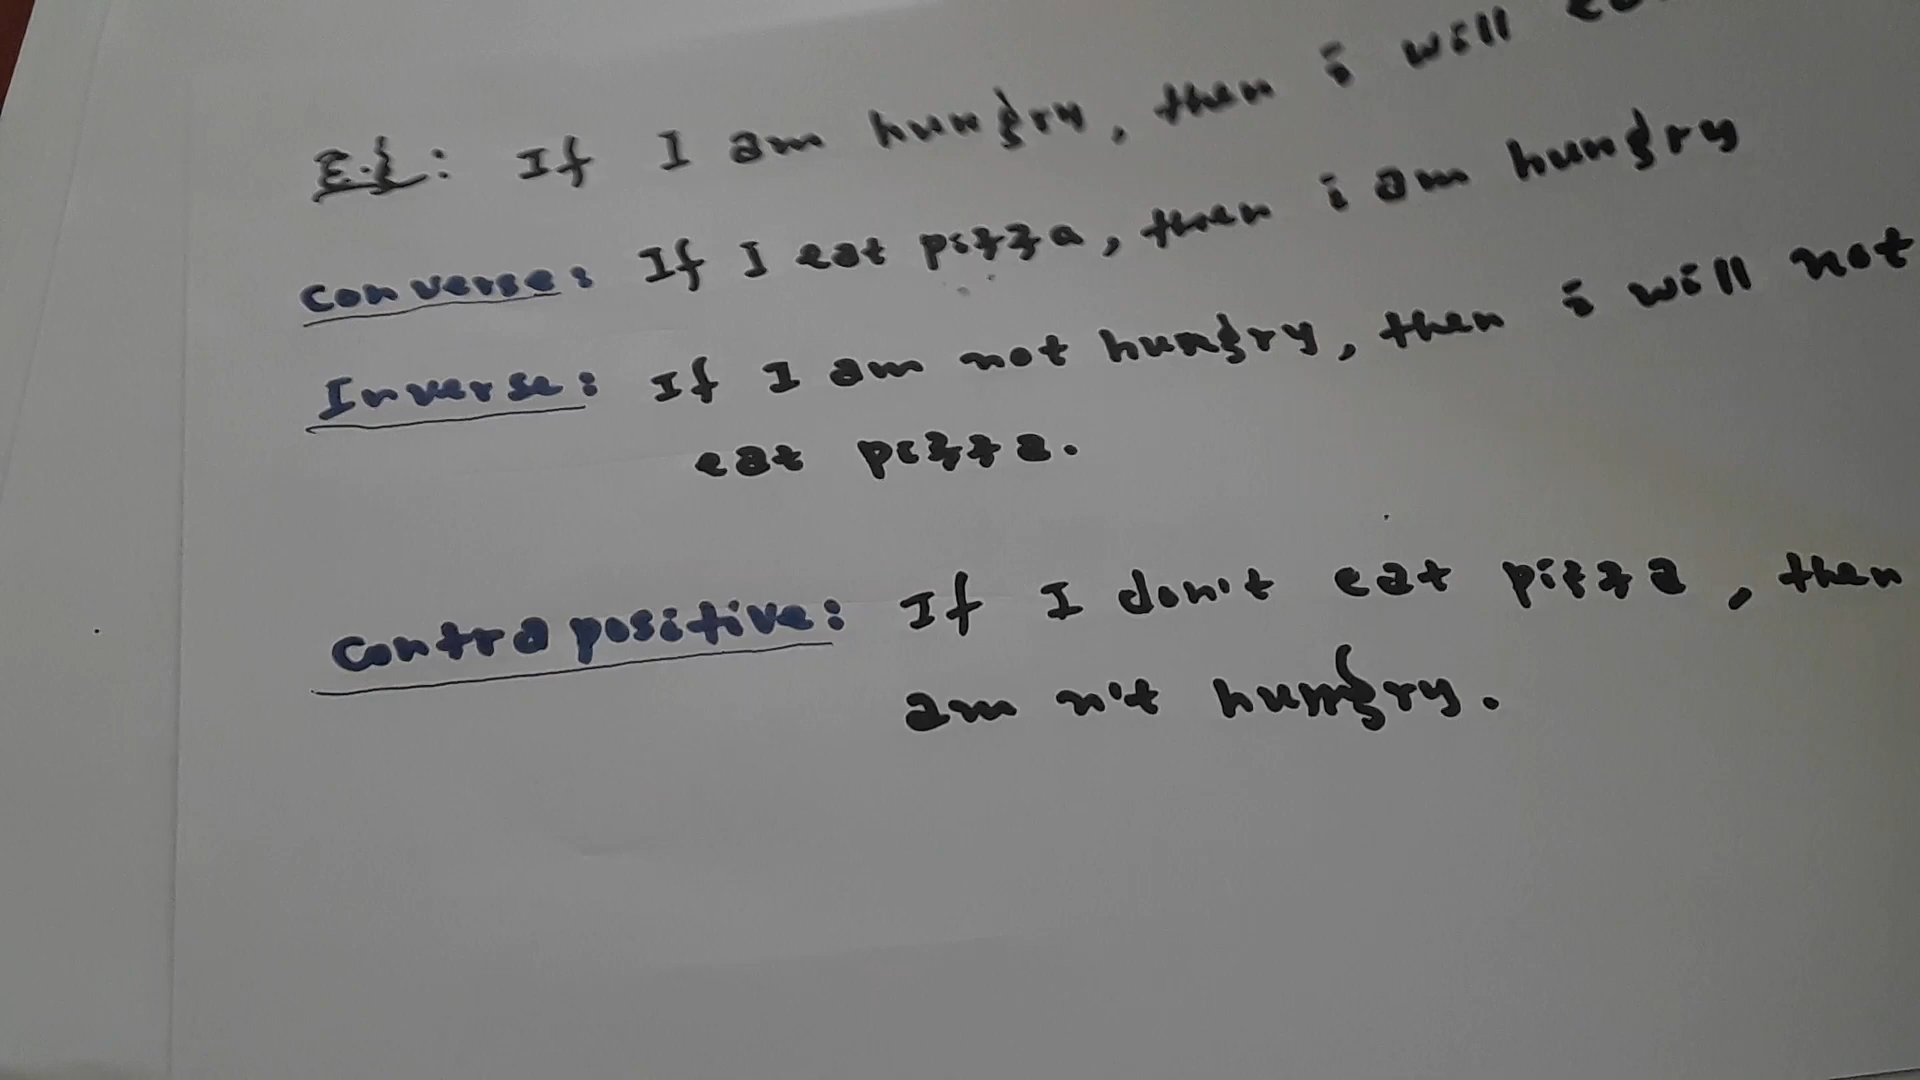 E.g: If I am hungry, then i will
Converse: If I eat pizza, then i am hungry
Inverse: If I am not hungry, then i will not
eat pizza.
Contrapositive: If I don't eat pizza, then
am n't hungry.